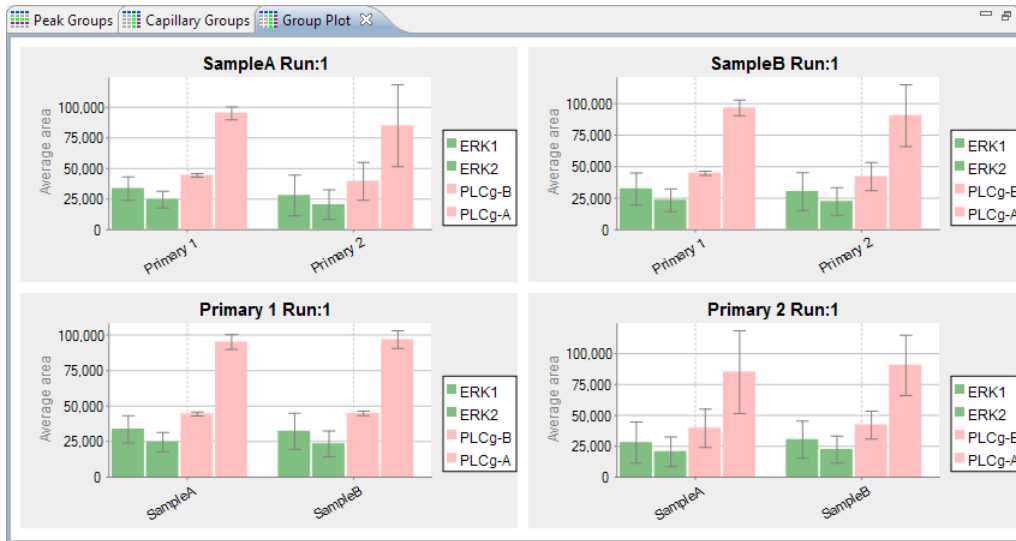 Peak Groups Capillary Groups Group Plot
SampleA Run:1
Average area
100,000
75,000
50,000
25,000
0
Primary 1 Primary 2
ERK1
ERK2
PLCg-B
PLCg-A
SampleB Run:1
Average area
100,000
75,000
50,000
25,000
0
Primary 1 Primary 2
ERK1
ERK2
PLCg-B
PLCg-A
Primary 1 Run:1
Average area
100,000
75,000
50,000
25,000
0
SampleA SampleB
ERK1
ERK2
PLCg-B
PLCg-A
Primary 2 Run:1
Average area
100,000
75,000
50,000
25,000
0
SampleA SampleB
ERK1
ERK2
PLCg-B
PLCg-A